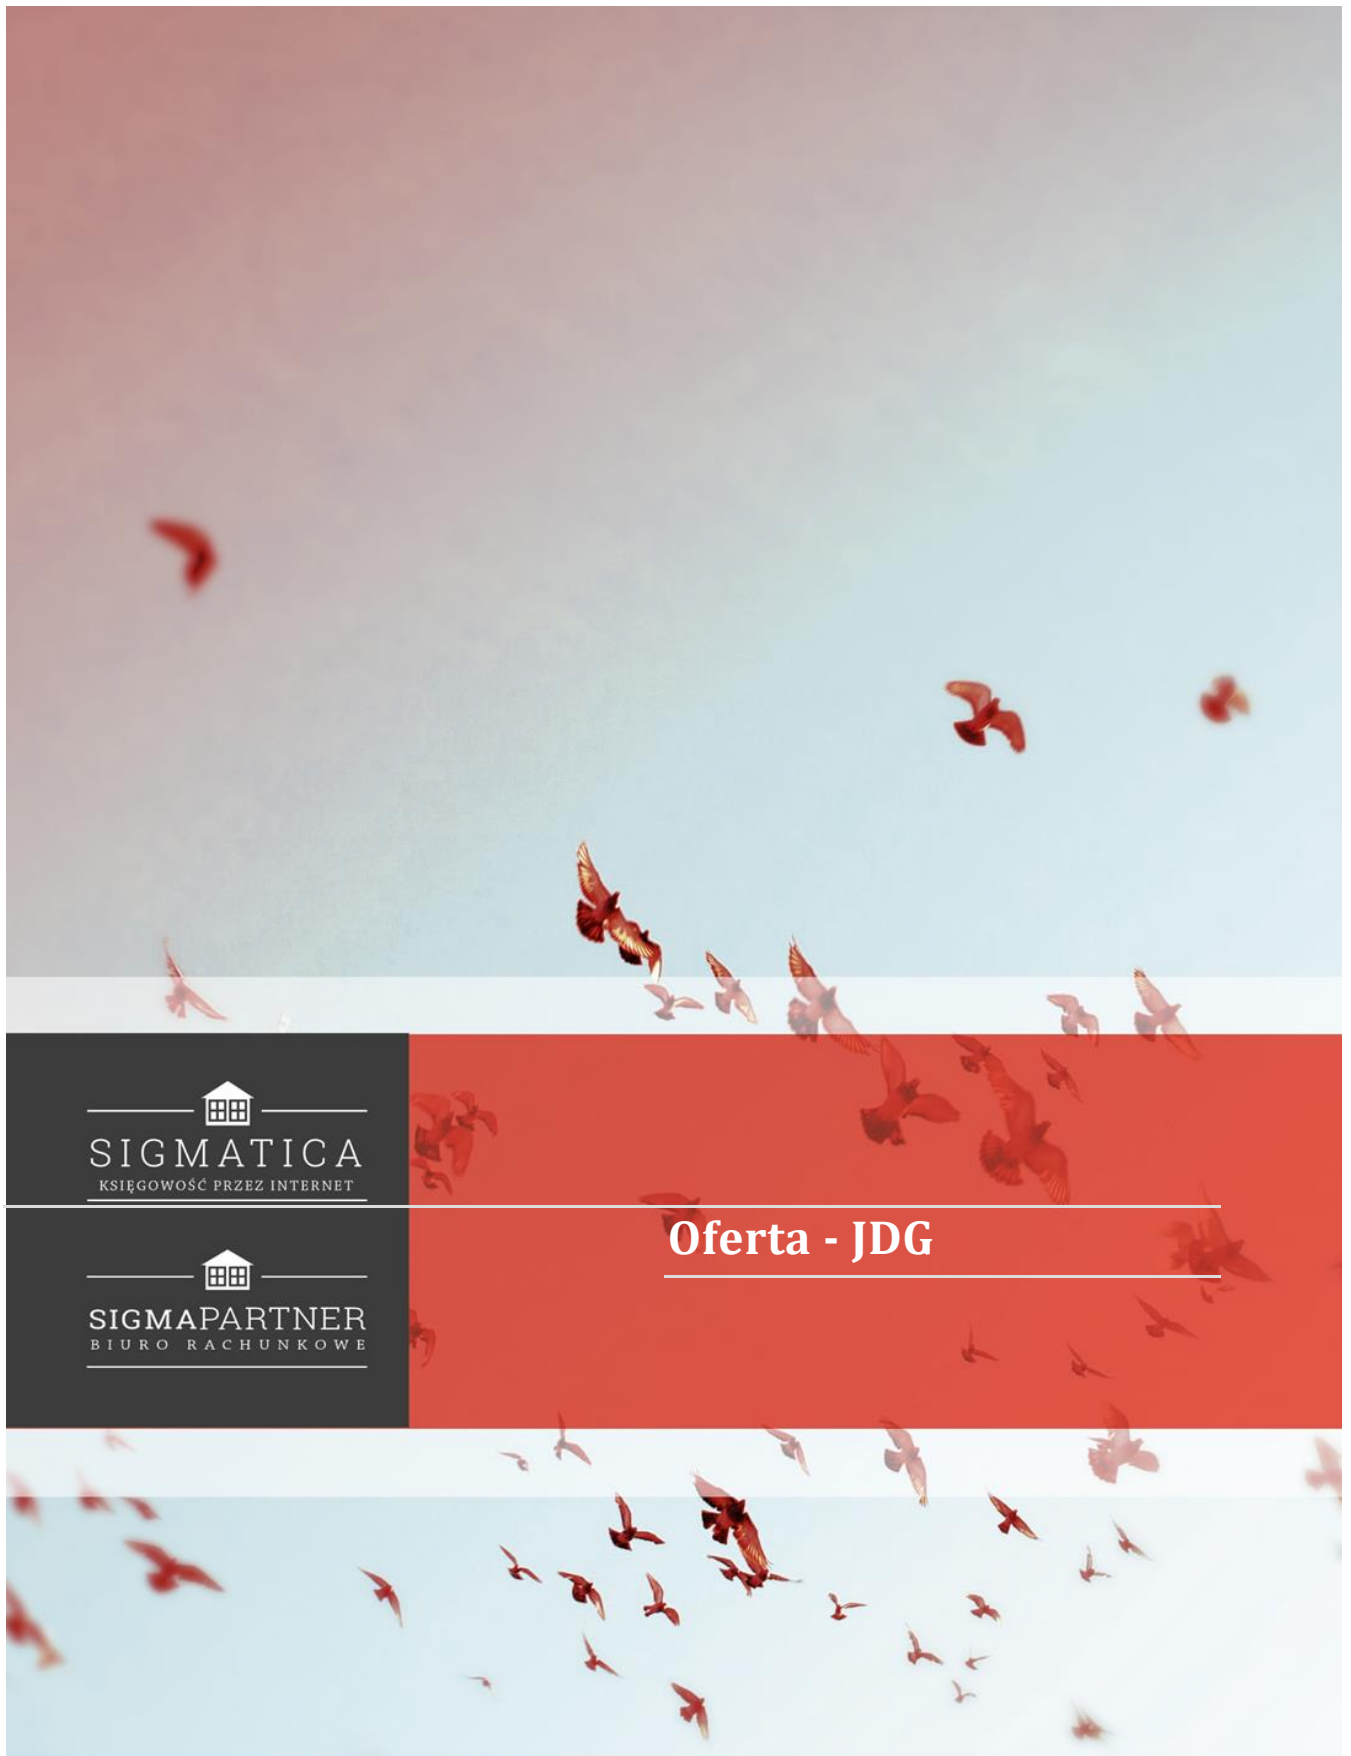 SIGMATICA
KSIĘGOWOŚĆ PRZEZ INTERNET
Oferta - JDG
SIGMAPARTNER
BIURO RACHUNKOWE